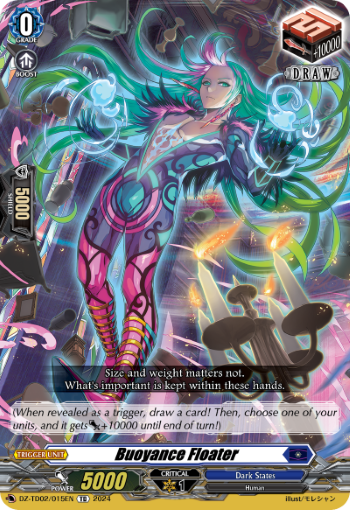 0
GRADE
BOOST
+10000
DRAW
5000
SHIELD
Size and weight matters not.
What's important is kept within these hands.
(When revealed as a trigger, draw a card! Then, choose one of your
units, and it gets +10000 until end of turn!)
TRIGGER UNIT
Buoyance Floater
POWER 5000
CRITICAL
1
Dark States
Human
DZ-TD02/015EN TD 2024
illust/モレシャン